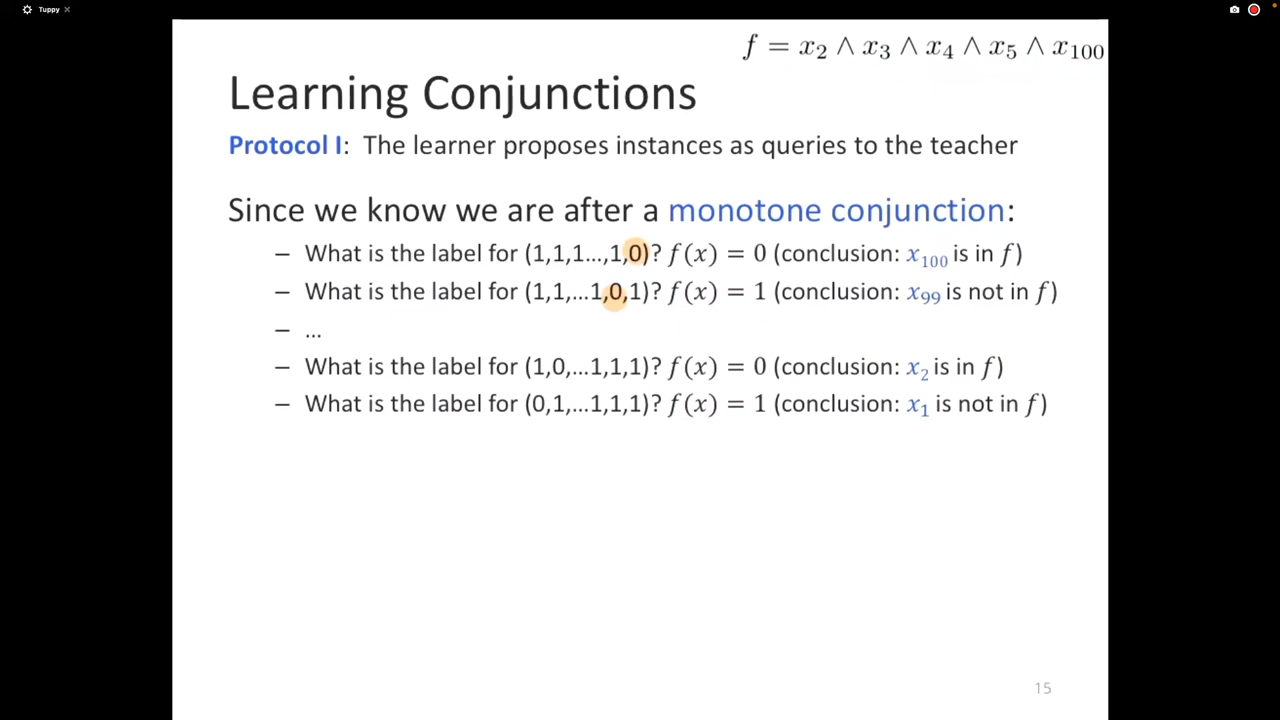 Tuppy
f = x₂ ∧ x₃ ∧ x₄ ∧ x₅ ∧ x₁₀₀
Learning Conjunctions
Protocol I: The learner proposes instances as queries to the teacher
Since we know we are after a monotone conjunction:
– What is the label for (1,1,1...,1,0)? f(x) = 0 (conclusion: x₁₀₀ is in f)
– What is the label for (1,1,...1,0,1)? f(x) = 1 (conclusion: x₉₉ is not in f)
– ...
– What is the label for (1,0,...1,1,1)? f(x) = 0 (conclusion: x₂ is in f)
– What is the label for (0,1,...1,1,1)? f(x) = 1 (conclusion: x₁ is not in f)
15